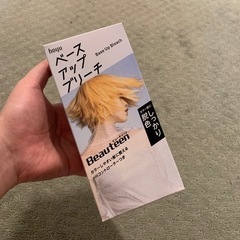 hoyu
ベース
アップ
ブリーチ
Base Up Bleach
しっかり
脱色
Beauteen